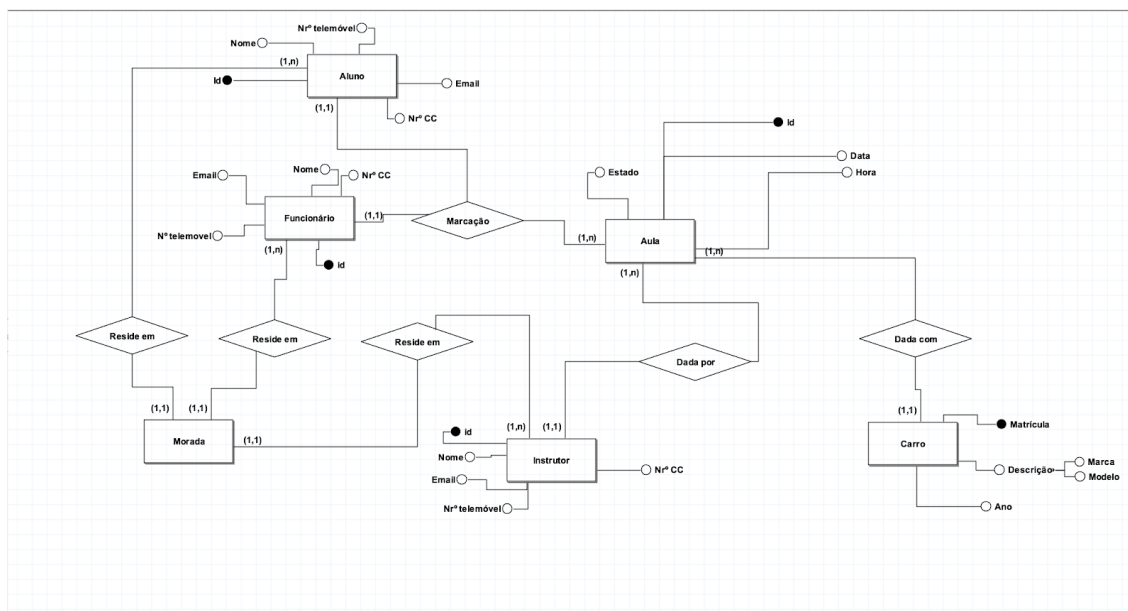 Nrº telemóvel
Nome
(1,n)
Id
Aluno
Email
(1,1)
Nrº CC
Id
Data
Hora
Estado
Nome
Email
Nrº CC
Funcionário
(1,1)
Marcação
Nº telemovel
(1,n)
id
(1,n)
Aula
(1,n)
(1,n)
Reside em
Reside em
Reside em
Dada por
Dada com
(1,1)
(1,1)
Morada
(1,1)
(1,n)
(1,1)
(1,1)
id
Nome
Instrutor
Nrº CC
Email
Nrº telemóvel
Carro
Matrícula
Descrição
Marca
Modelo
Ano